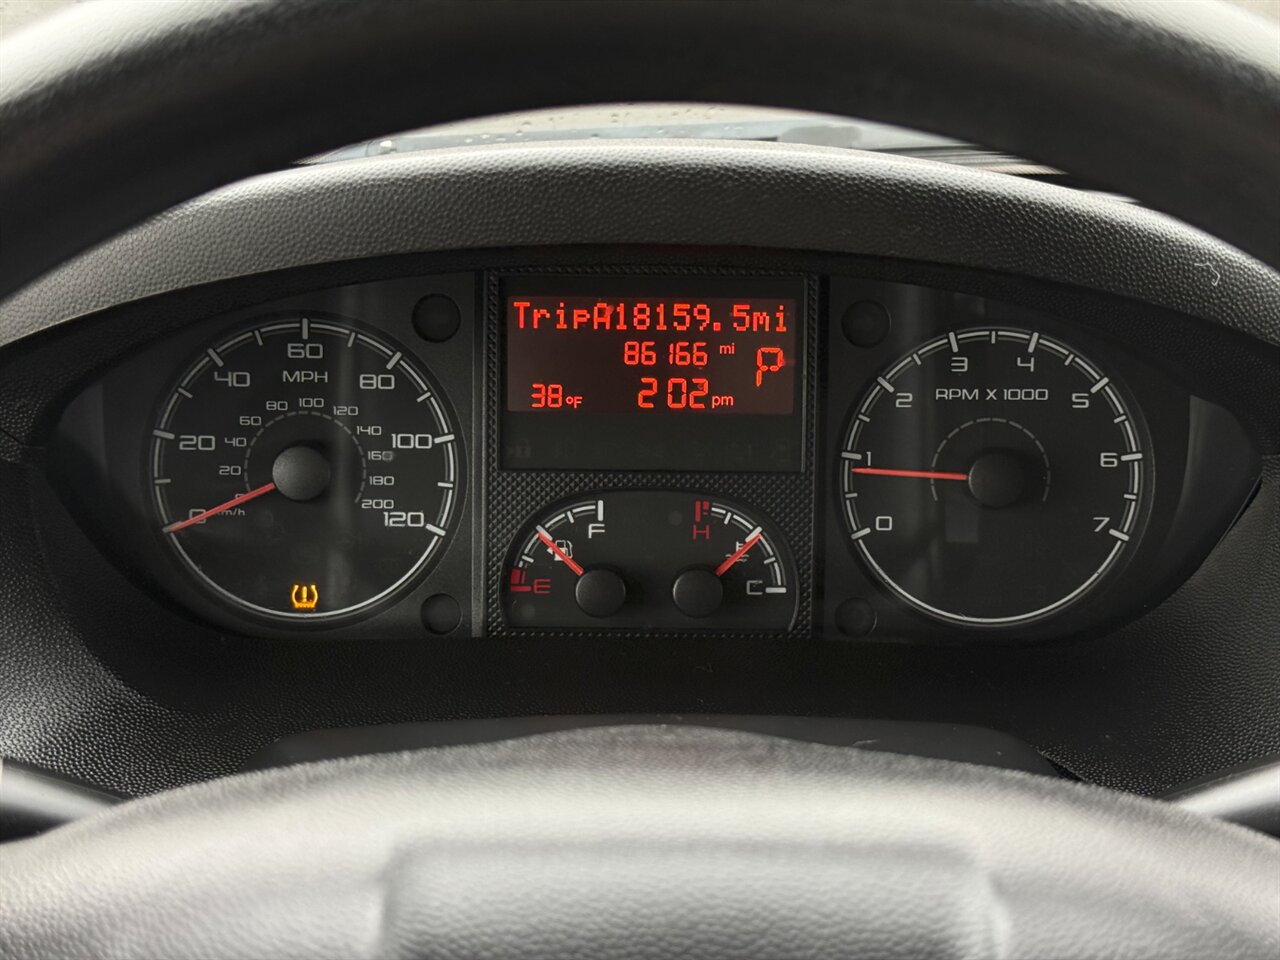 TripA18159.5mi
86166 mi
P
38°F 202pm
0 20 40 60 80 100 120
MPH
0 20 40 60 80 100 120 140 160 180 200
km/h
E F
H C
0 1 2 3 4 5 6 7
RPM X 1000